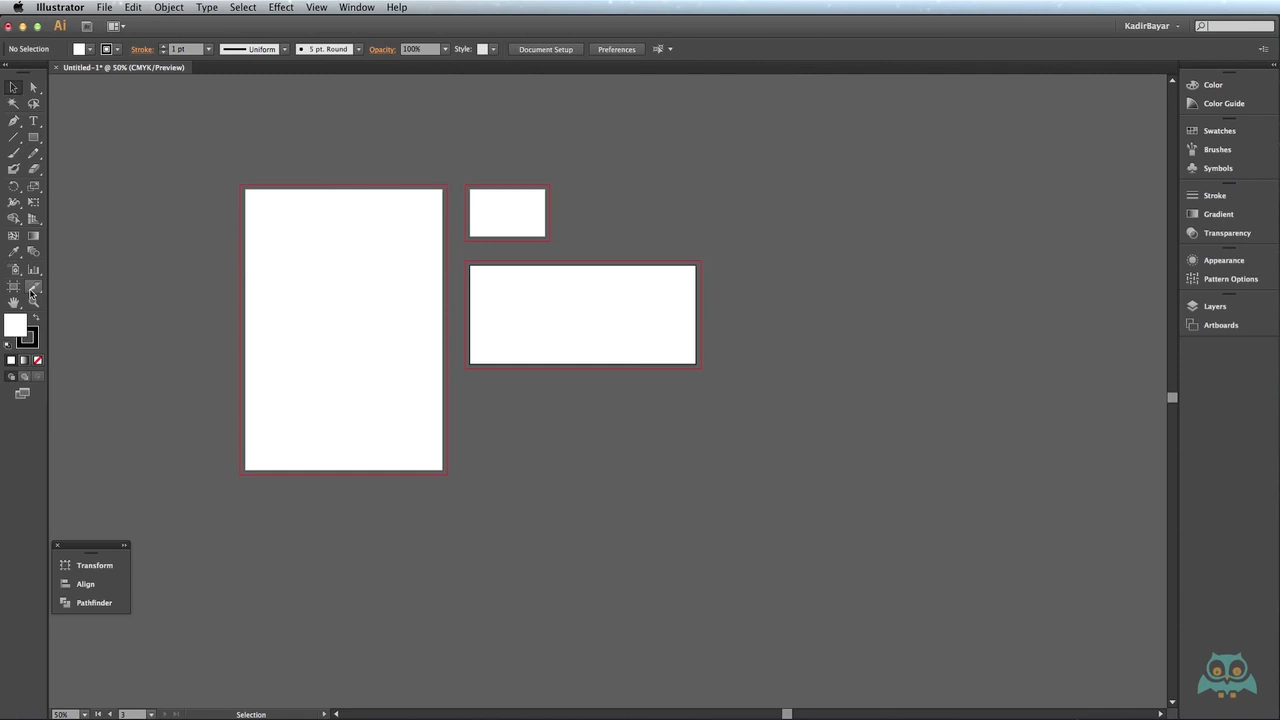 Illustrator File Edit Object Type Select Effect View Window Help
Ai KadirBayar
No Selection Stroke: 1 pt Uniform 5 pt. Round Opacity: 100% Style: Document Setup Preferences
Untitled-1* @ 50% (CMYK/Preview)
Color
Color Guide
Swatches
Brushes
Symbols
Stroke
Gradient
Transparency
Appearance
Pattern Options
Layers
Artboards
Transform
Align
Pathfinder
50% 3 Selection